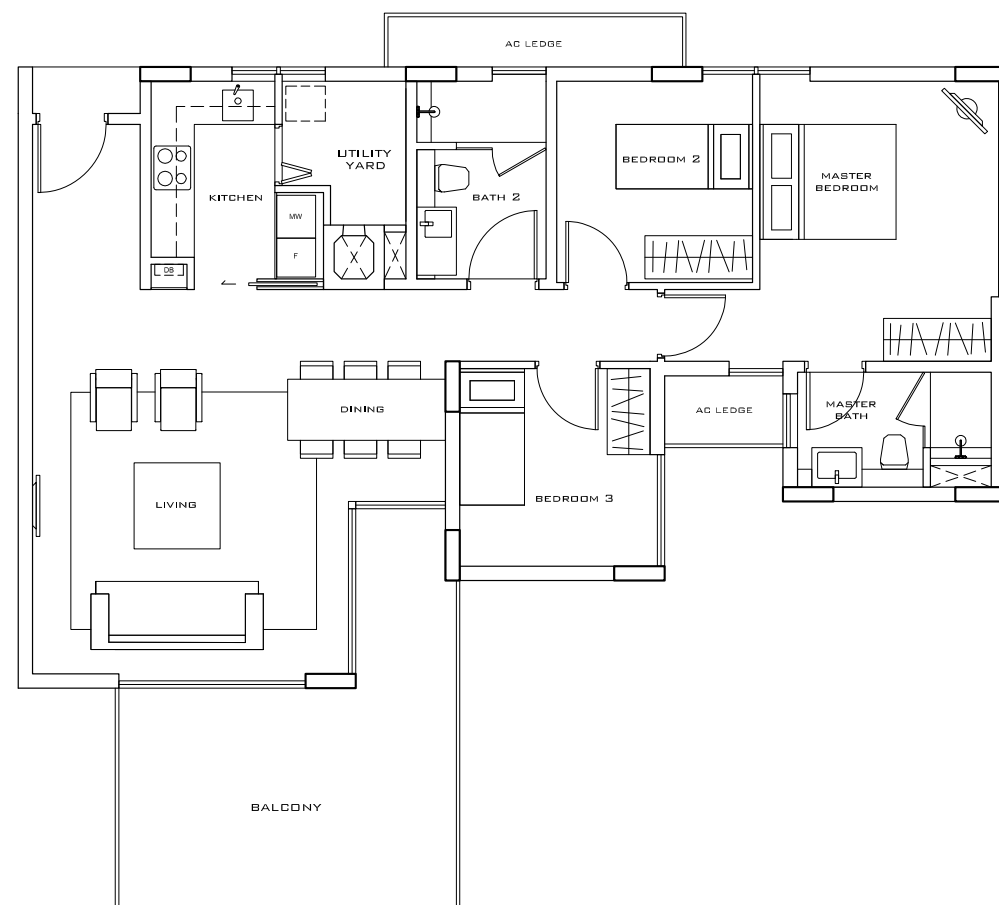 AC LEDGE
UTILITY
YARD
BEDROOM 2
MASTER
BEDROOM
KITCHEN
BATH 2
MW
F
DB
DINING
MASTER
BATH
AC LEDGE
LIVING
BEDROOM 3
BALCONY